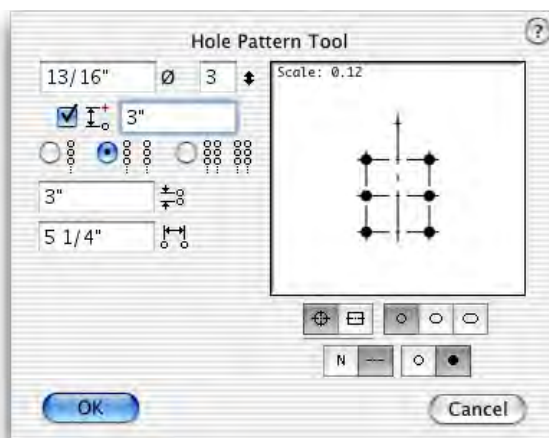 Hole Pattern Tool
?
13/16" Ø 3
Scale: 0.12
3"
3"
5 1/4"
N
OK
Cancel